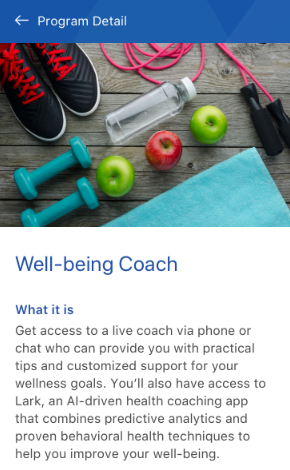 Program Detail
Well-being Coach
What it is
Get access to a live coach via phone or
chat who can provide you with practical
tips and customized support for your
wellness goals. You’ll also have access to
Lark, an AI-driven health coaching app
that combines predictive analytics and
proven behavioral health techniques to
help you improve your well-being.